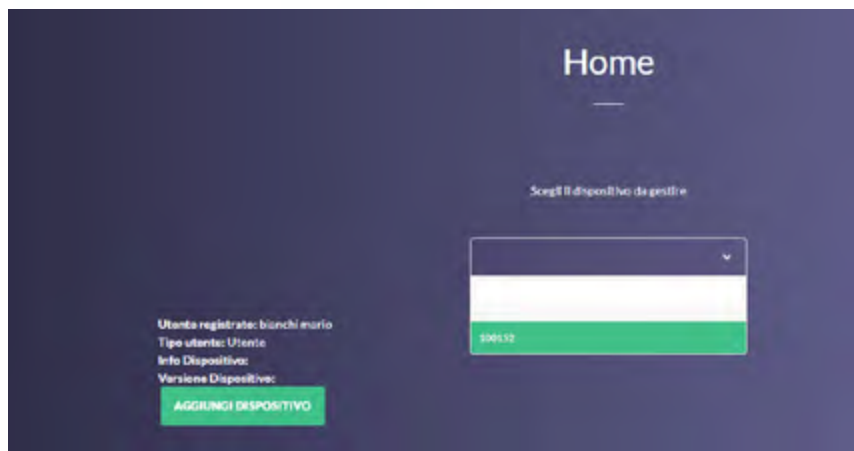 Home
Scegli il dispositivo da gestire
100152
Utente registrato: bianchi mario
Tipo utente: Utente
Info Dispositivo:
Versione Dispositivo:
AGGIUNGI DISPOSITIVO